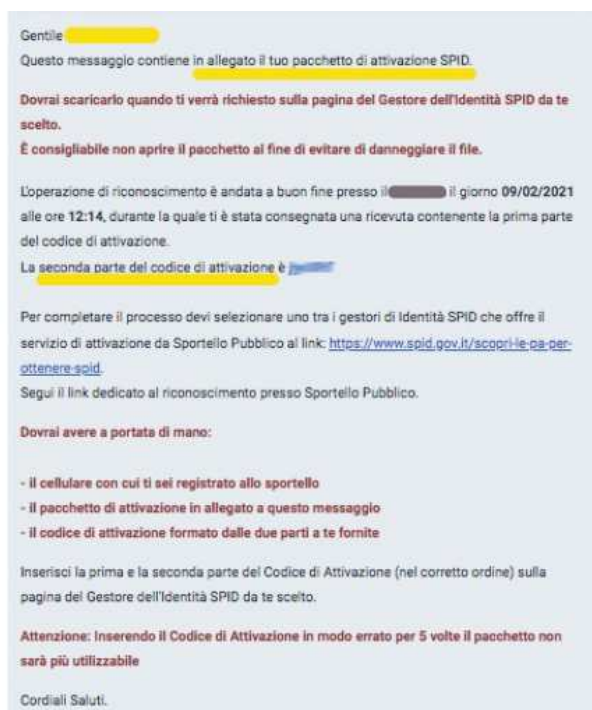 Gentile
Questo messaggio contiene in allegato il tuo pacchetto di attivazione SPID.
Dovrai scaricarlo quando ti verrà richiesto sulla pagina del Gestore dell'Identità SPID da te
scelto.
È consigliabile non aprire il pacchetto al fine di evitare di danneggiare il file.
L'operazione di riconoscimento è andata a buon fine presso il il giorno 09/02/2021
alle ore 12:14, durante la quale ti è stata consegnata una ricevuta contenente la prima parte
del codice di attivazione.
La seconda parte del codice di attivazione è
Per completare il processo devi selezionare uno tra i gestori di Identità SPID che offre il
servizio di attivazione da Sportello Pubblico al link: https://www.spid.gov.it/scopri-le-pa-per-
ottenere-spid.
Segui il link dedicato al riconoscimento presso Sportello Pubblico.
Dovrai avere a portata di mano:
- il cellulare con cui ti sei registrato allo sportello
- il pacchetto di attivazione in allegato a questo messaggio
- il codice di attivazione formato dalle due parti a te fornite
Inserisci la prima e la seconda parte del Codice di Attivazione (nel corretto ordine) sulla
pagina del Gestore dell'Identità SPID da te scelto.
Attenzione: Inserendo il Codice di Attivazione in modo errato per 5 volte il pacchetto non
sarà più utilizzabile
Cordiali Saluti.